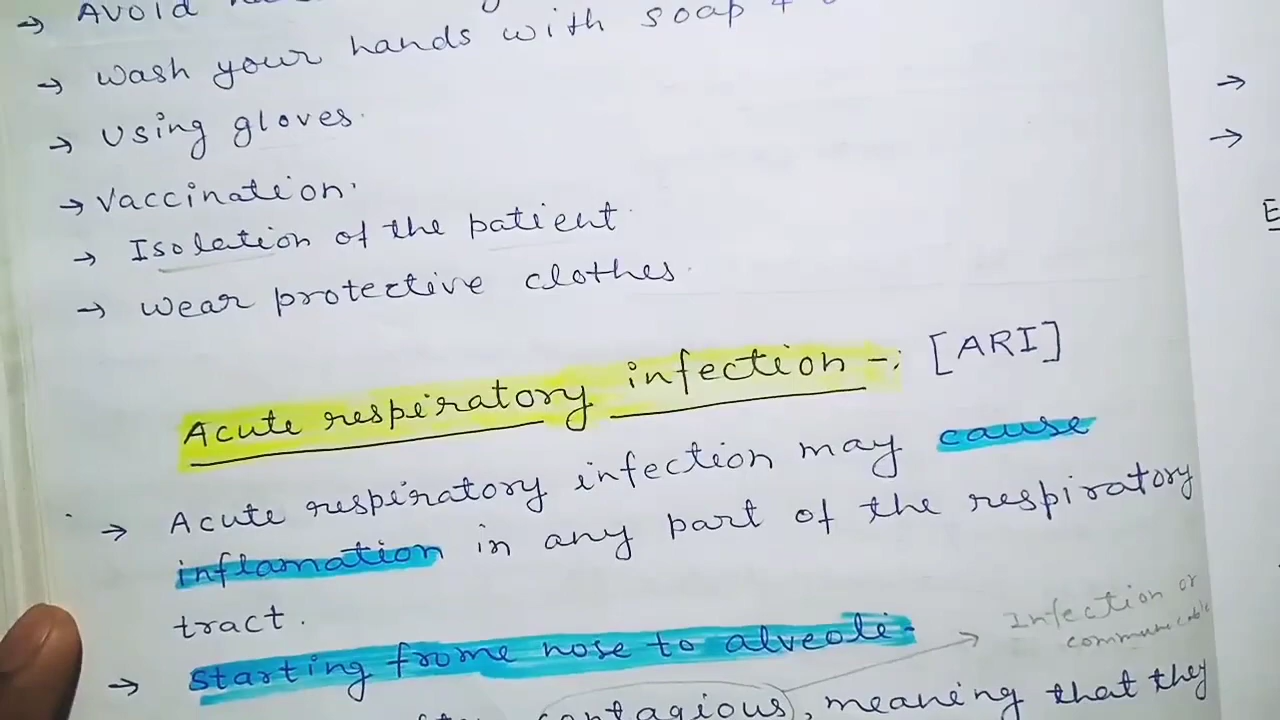 → Avoid
→ Wash your hands with soap +
→ Using gloves.
→ Vaccination.
→ Isolation of the patient.
→ Wear protective clothes.
Acute respiratory infection -: [ARI]
→ Acute respiratory infection may cause
inflamation in any part of the respiratory
tract.
→ Starting frome nose to alveoli-
→ Infection or
communicable
contagious, meaning that they
→
→
E